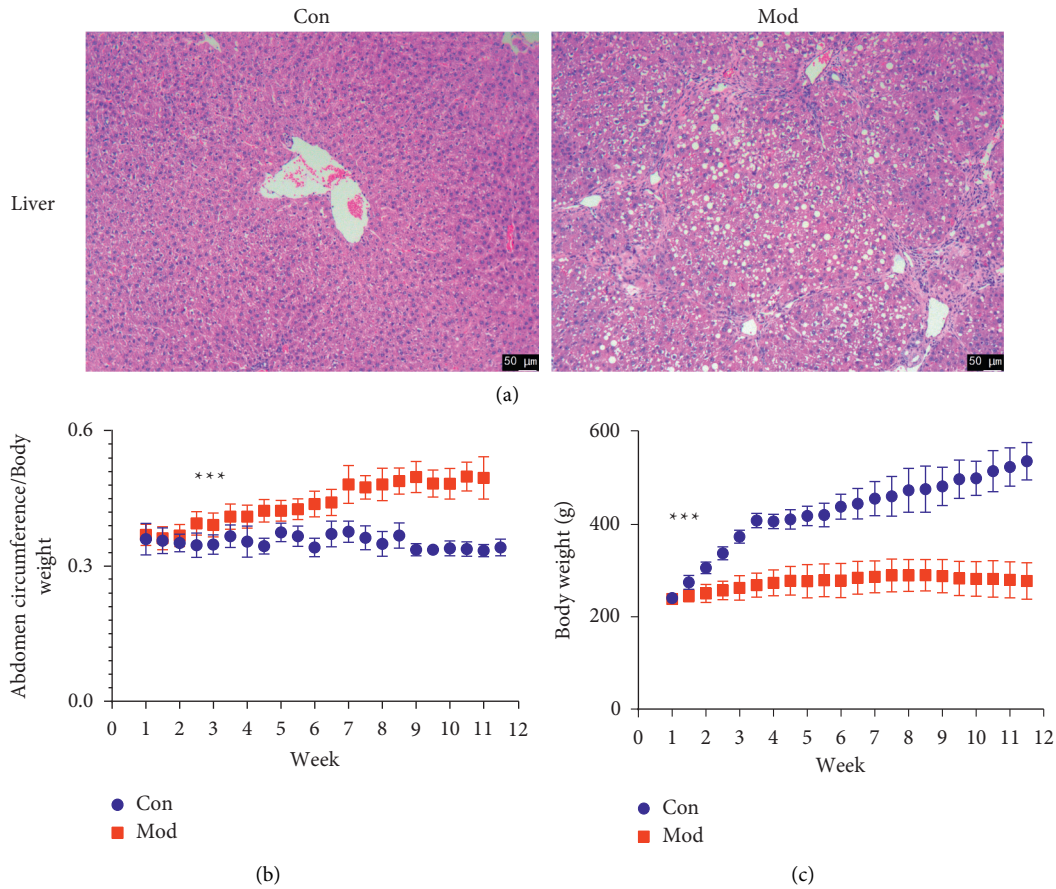 Con
Mod
Liver
50 μm
50 μm
(a)
Abdomen circumference/Body
weight
0.6
0.3
0.0
***
0 1 2 3 4 5 6 7 8 9 10 11 12
Week
Con
Mod
(b)
Body weight (g)
600
400
200
0
***
0 1 2 3 4 5 6 7 8 9 10 11 12
Week
Con
Mod
(c)